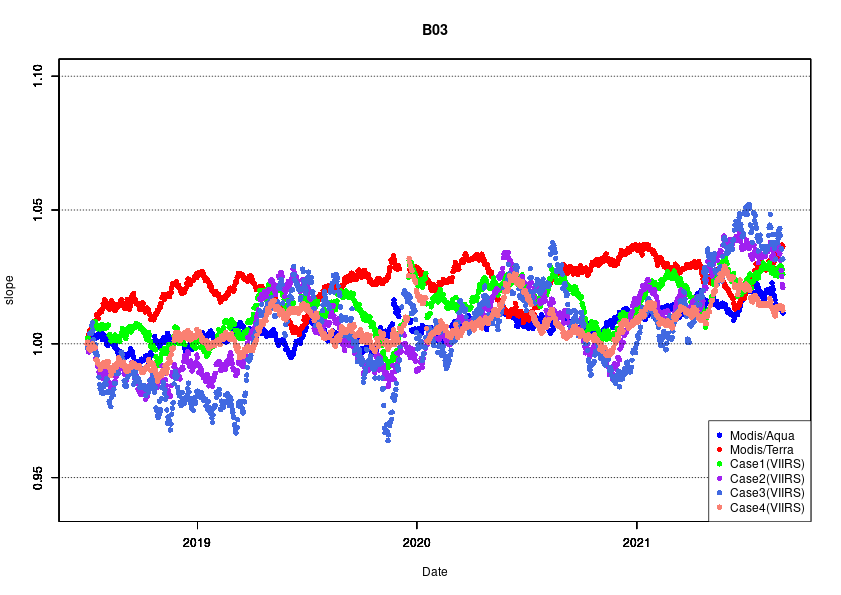 B03
1.10
1.05
1.00
0.95
slope
2019
2020
2021
Date
Modis/Aqua
Modis/Terra
Case1(VIIRS)
Case2(VIIRS)
Case3(VIIRS)
Case4(VIIRS)